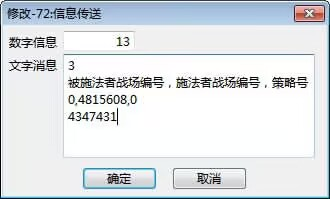 修改-72:信息传送
数字信息 13
文字消息 3
被施法者战场编号，施法者战场编号，策略号
0,4815608,0
4347431
确定 取消